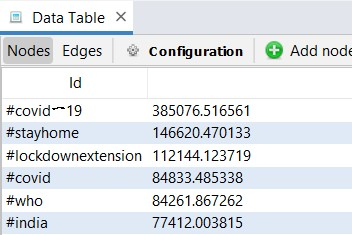 Data Table ×
Nodes Edges Configuration Add node
Id
#covid-19 385076.516561
#stayhome 146620.470133
#lockdownextension 112144.123719
#covid 84833.485338
#who 84261.867262
#india 77412.003815